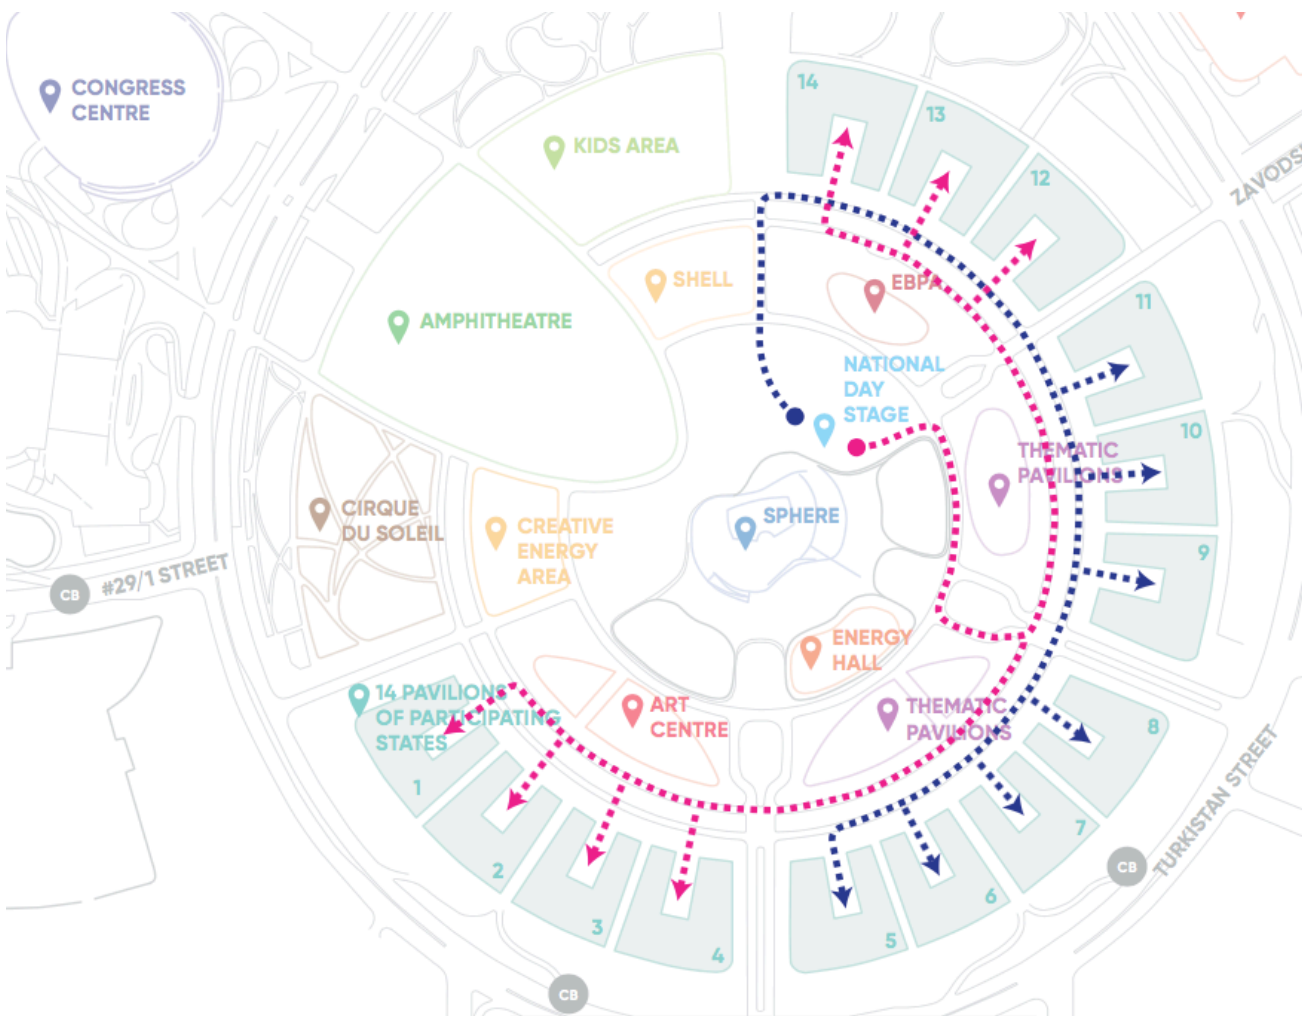 CONGRESS
CENTRE
KIDS AREA
14
13
12
ZAVODS
SHELL
EBPA
11
AMPHITHEATRE
NATIONAL
DAY
STAGE
10
THEMATIC
PAVILIONS
CIRQUE
DU SOLEIL
CREATIVE
ENERGY
AREA
SPHERE
9
CB
#29/1 STREET
ENERGY
HALL
14 PAVILIONS
OF PARTICIPATING
STATES
ART
CENTRE
THEMATIC
PAVILIONS
8
1
7
TURKISTAN STREET
CB
2
6
3
5
4
CB